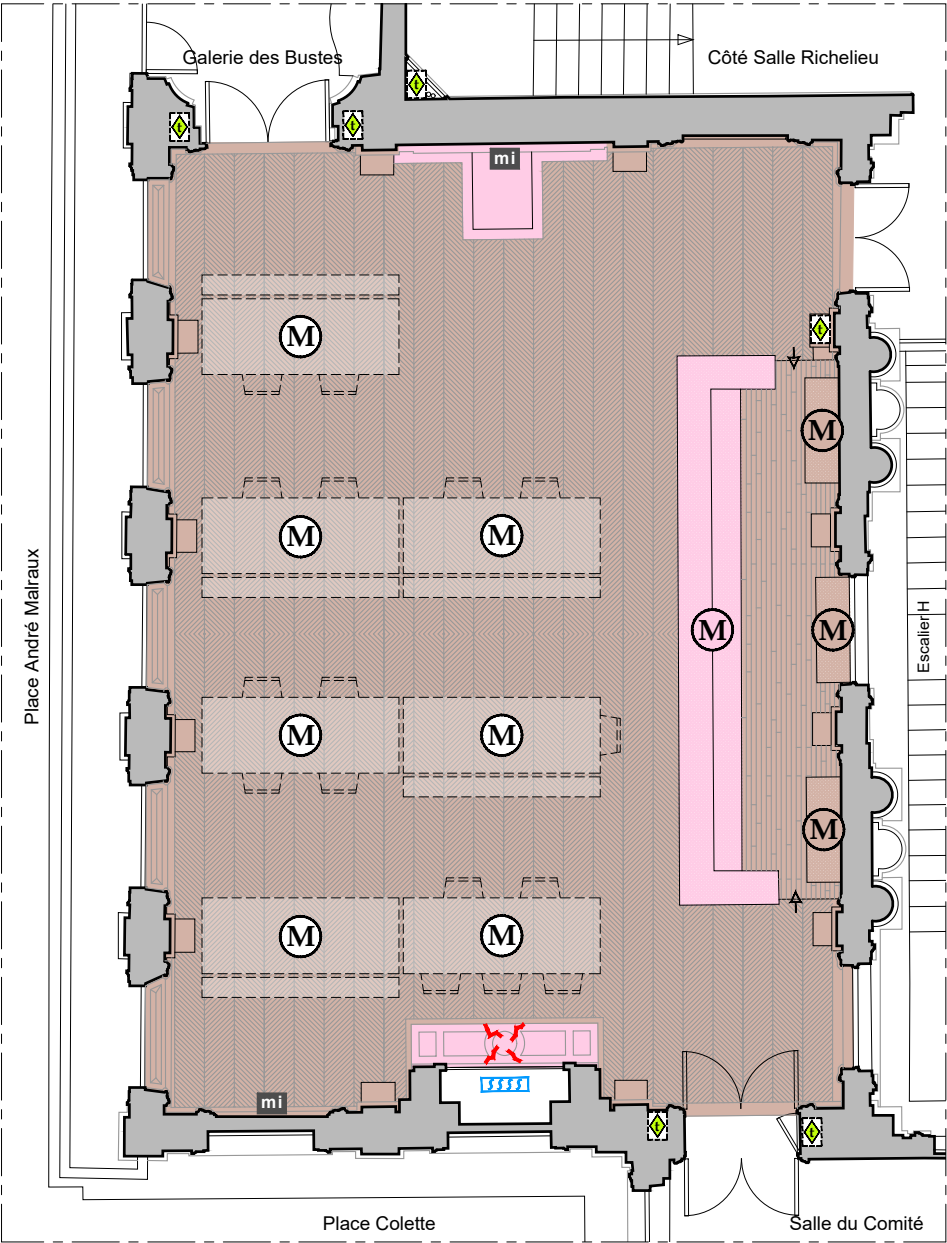 Galerie des Bustes
Côté Salle Richelieu
t
t
t
mi
M
t
M
M
M
Place André Malraux
M
M
Escalier H
M
M
M
M
M
mi
t
t
Place Colette
Salle du Comité